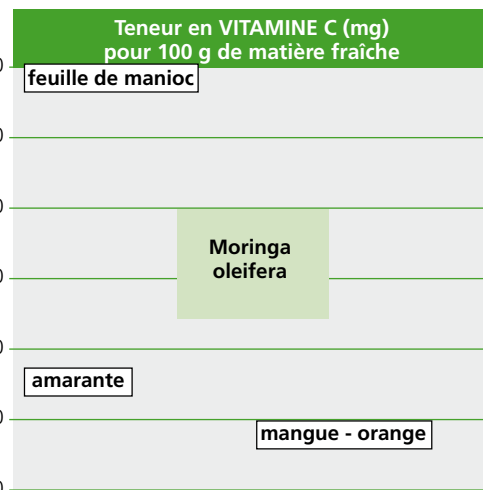 Teneur en VITAMINE C (mg)
pour 100 g de matière fraîche
feuille de manioc
Moringa
oleifera
amarante
mangue - orange